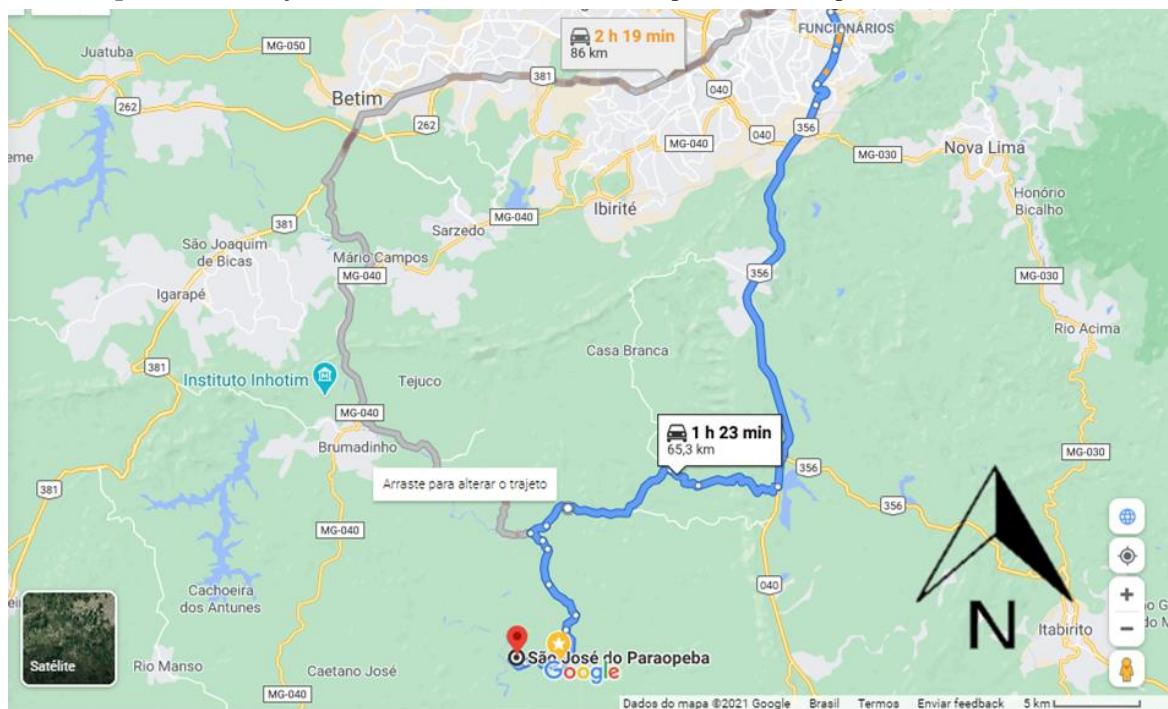 FUNCIONÁRIOS
2 h 19 min
86 km
Juatuba
MG-050
381
Betim
040
262
262
356
040
MG-040
MG-030
Nova Lima
eme
Honório
Bicalho
Ibirité
MG-040
Sarzedo
381
São Joaquim
de Bicas
Mário Campos
MG-040
356
MG-030
Igarapé
Rio Acima
Casa Branca
381
Instituto Inhotim
Tejuco
MG-040
1 h 23 min
65,3 km
Brumadinho
MG-030
356
Arraste para alterar o trajeto
381
356
MG-040
040
Cachoeira
dos Antunes
N
Itabirito
São José do Paraopeba
Google
Satélite
Rio Manso
Caetano José
MG-040
Dados do mapa ©2021 Google Brasil Termos Enviar feedback 5 km